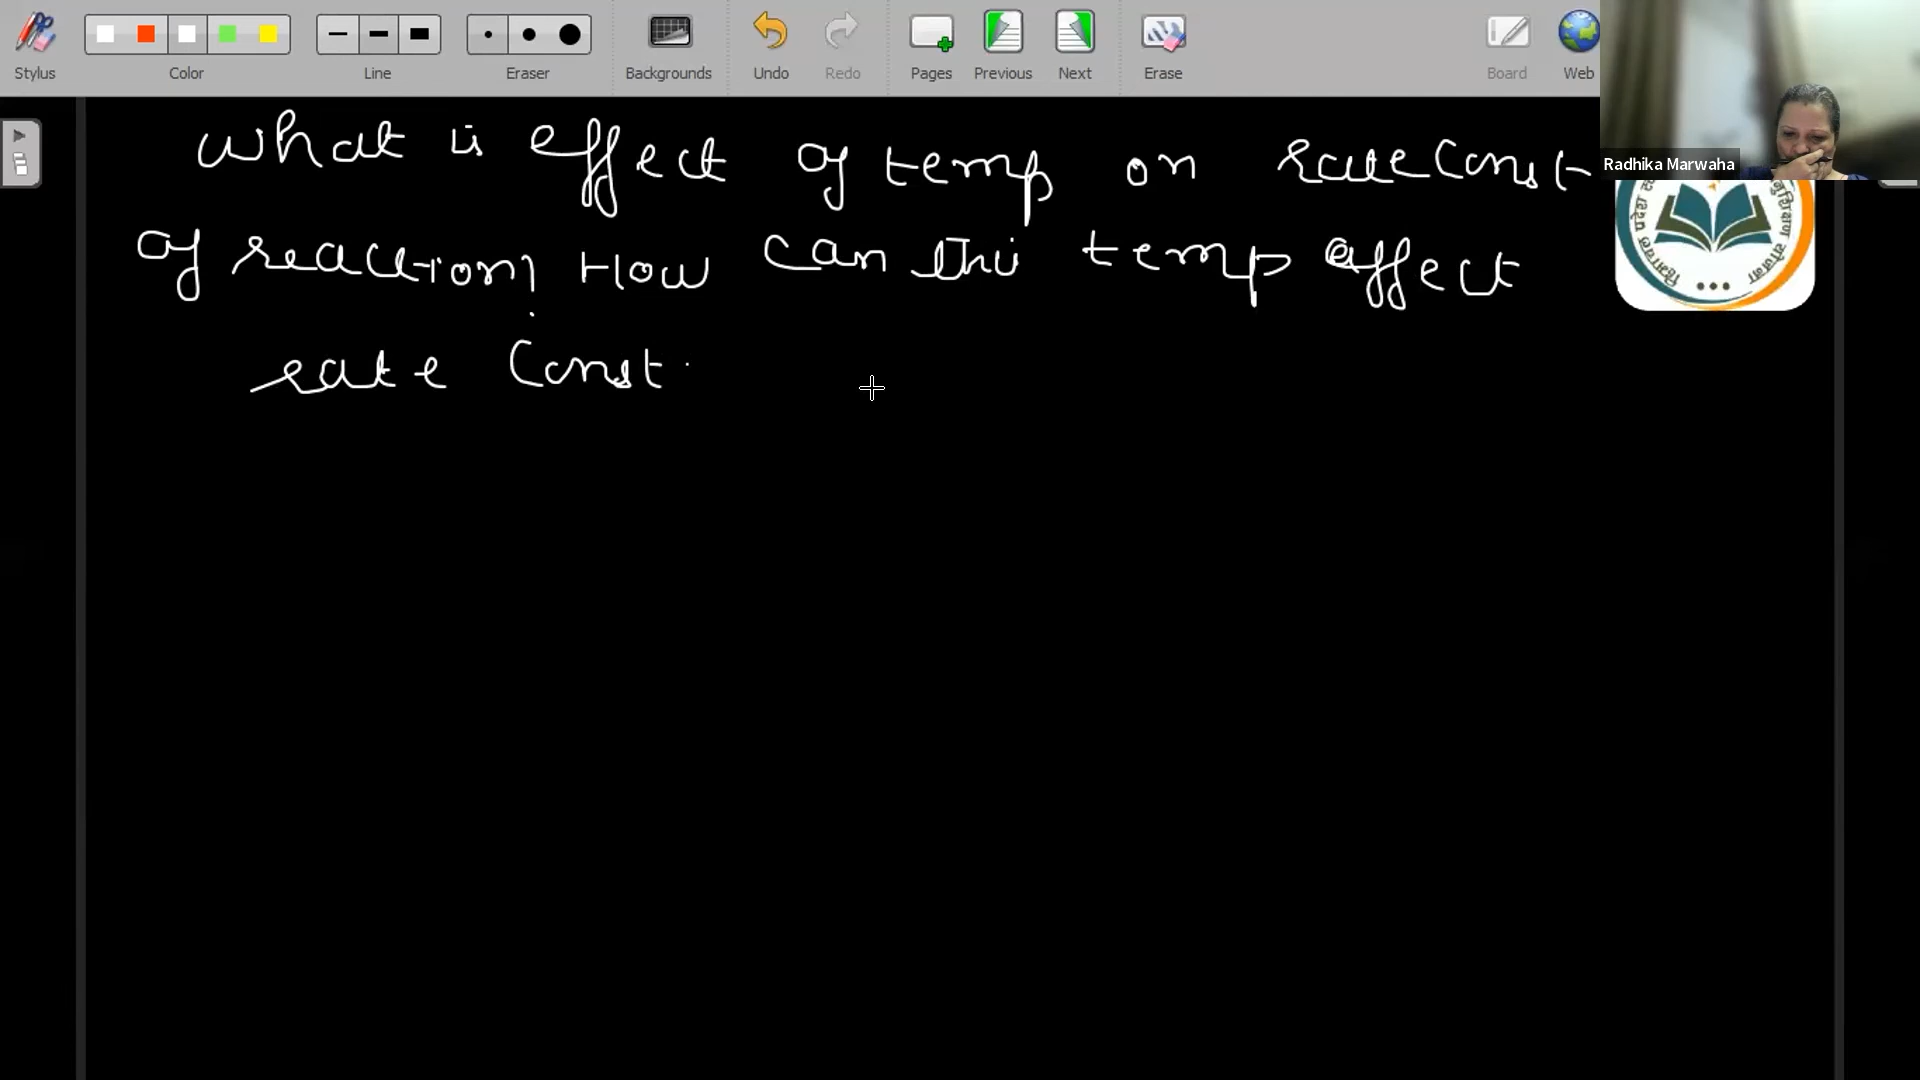 Stylus Color Line Eraser Backgrounds Undo Redo Pages Previous Next Erase Board Web
Radhika Marwaha
What is effect of temp on rate Const
of reaction? How can this temp affect
rate Const.